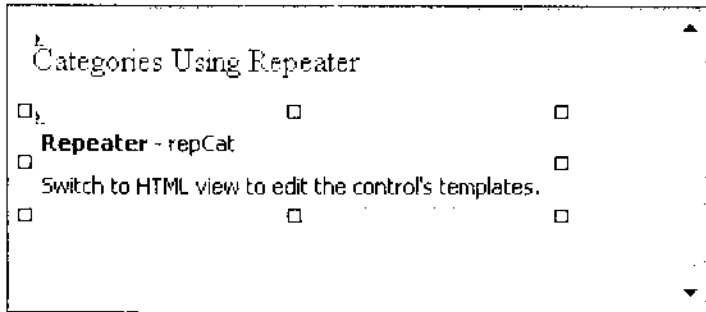 Categories Using Repeater
Repeater - repCat
Switch to HTML view to edit the control's templates.